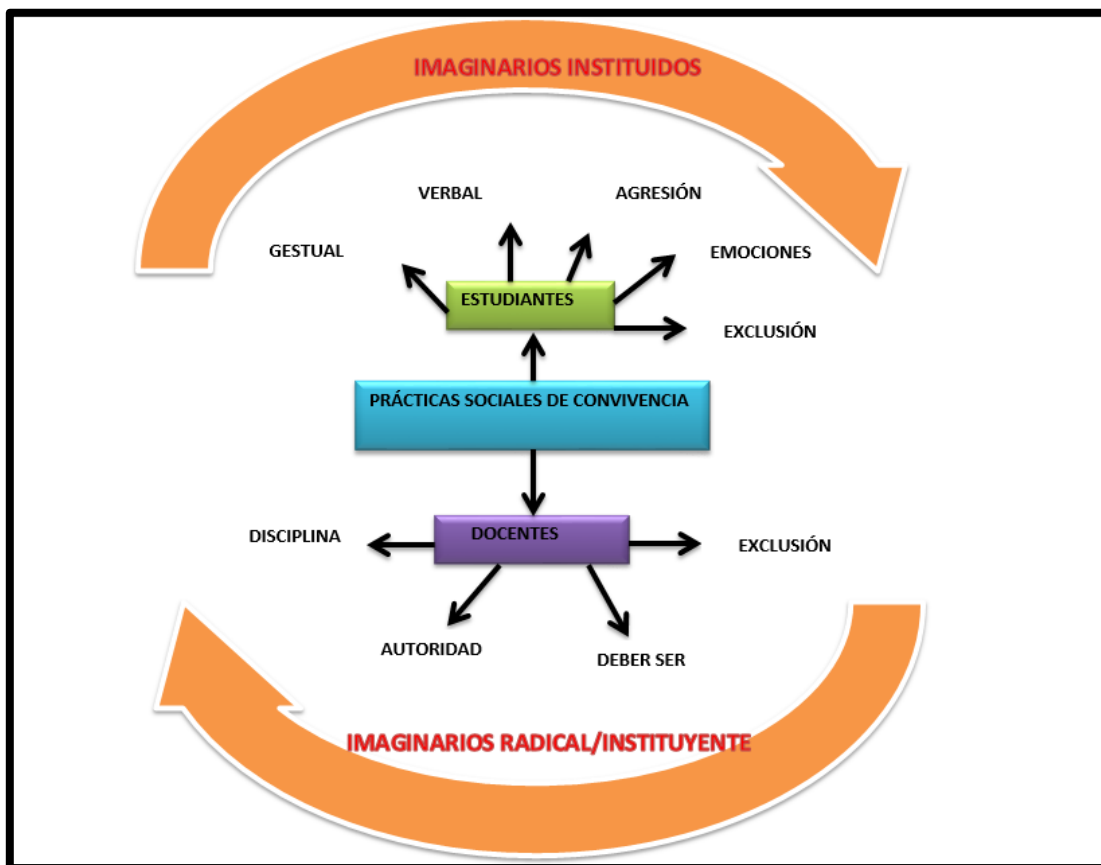 IMAGINARIOS INSTITUIDOS
VERBAL
AGRESIÓN
GESTUAL
EMOCIONES
ESTUDIANTES
EXCLUSIÓN
PRÁCTICAS SOCIALES DE CONVIVENCIA
DISCIPLINA
DOCENTES
EXCLUSIÓN
AUTORIDAD
DEBER SER
IMAGINARIOS RADICAL/INSTITUYENTE